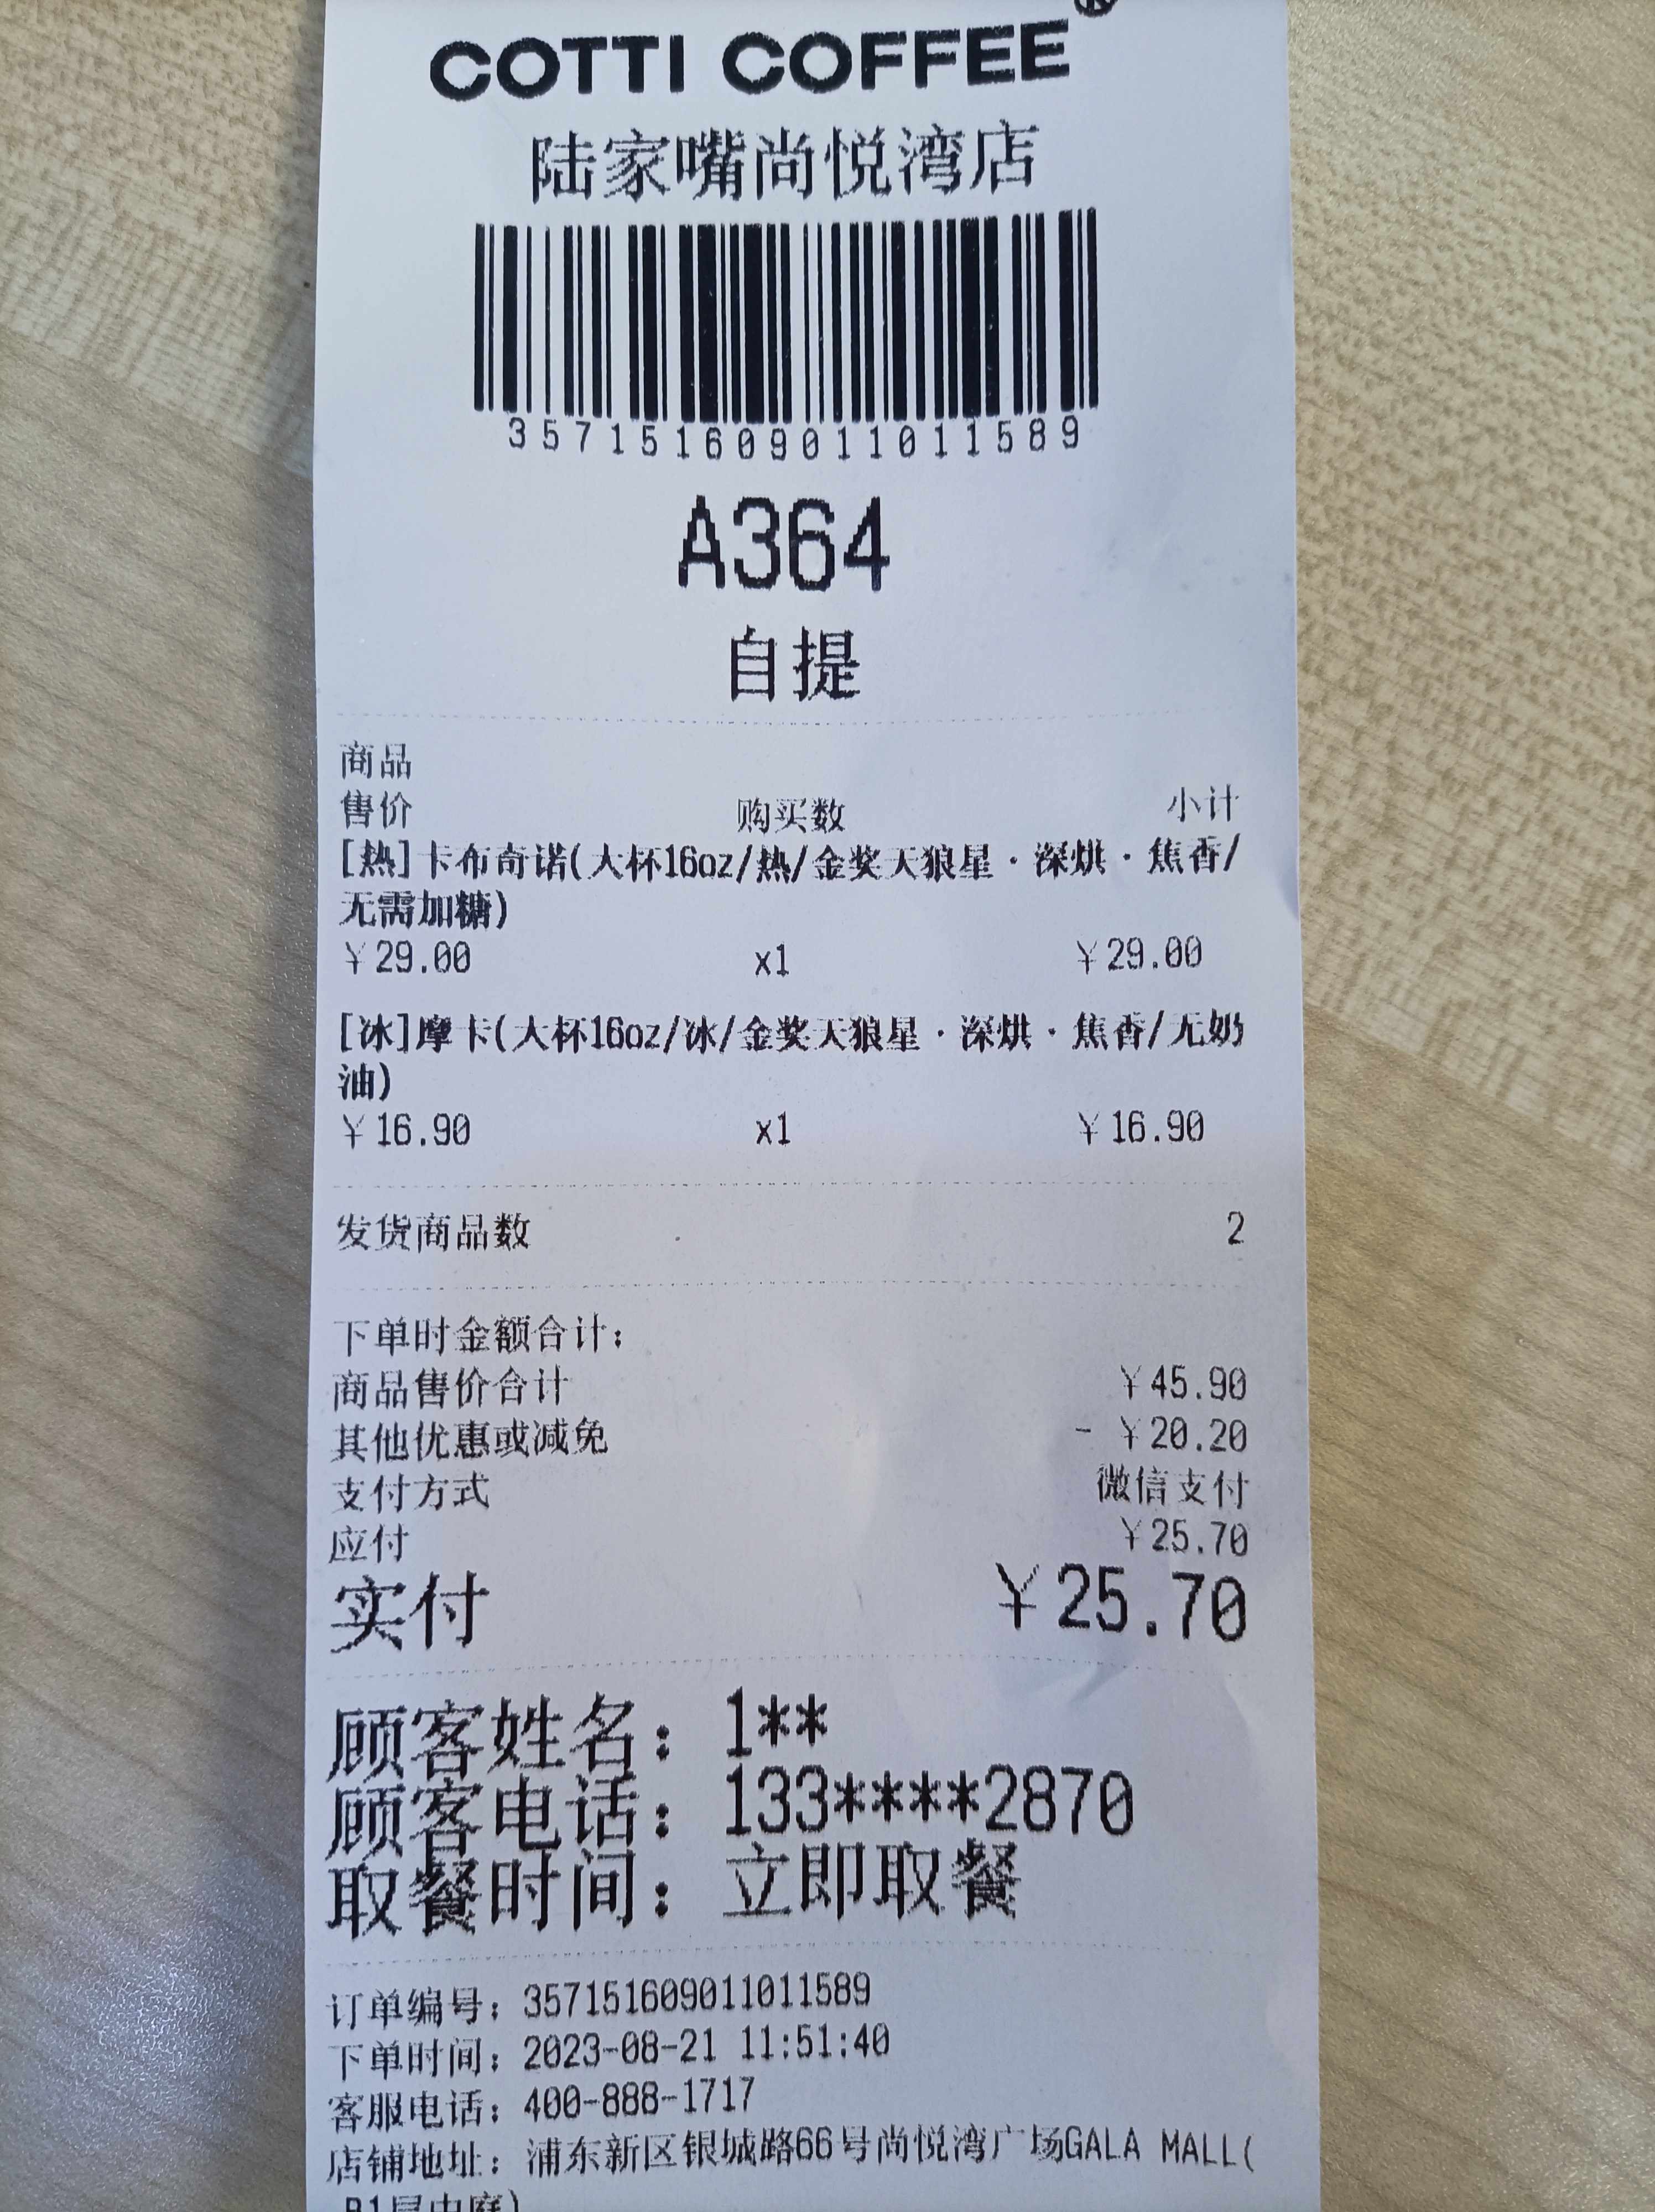 COTTI COFFEE®
陆家嘴尚悦湾店
357151609011011589
A364
自提
商品
售价 购买数 小计
[热]卡布奇诺(大杯16oz/热/金奖天狼星·深烘·焦香/
无需加糖)
￥29.00 x1 ￥29.00
[冰]摩卡(大杯16oz/冰/金奖天狼星·深烘·焦香/无奶
油)
￥16.90 x1 ￥16.90
发货商品数 2
下单时金额合计：
商品售价合计 ￥45.90
其他优惠或减免 - ￥20.20
支付方式 微信支付
应付 ￥25.70
实付 ￥25.70
顾客姓名：1**
顾客电话：133****2870
取餐时间：立即取餐
订单编号：357151609011011589
下单时间：2023-08-21 11:51:40
客服电话：400-888-1717
店铺地址：浦东新区银城路66号尚悦湾广场GALA MALL(
B1层中庭)